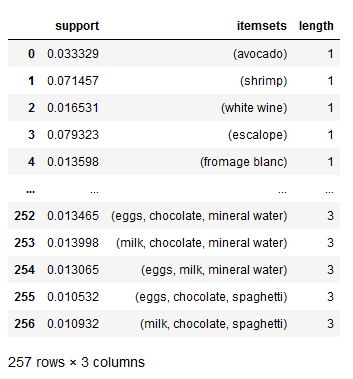 support itemsets length
0 0.033329 (avocado) 1
1 0.071457 (shrimp) 1
2 0.016531 (white wine) 1
3 0.079323 (escalope) 1
4 0.013598 (fromage blanc) 1
... ... ... ...
252 0.013465 (eggs, chocolate, mineral water) 3
253 0.013998 (milk, chocolate, mineral water) 3
254 0.013065 (eggs, milk, mineral water) 3
255 0.010532 (eggs, chocolate, spaghetti) 3
256 0.010932 (milk, chocolate, spaghetti) 3
257 rows × 3 columns